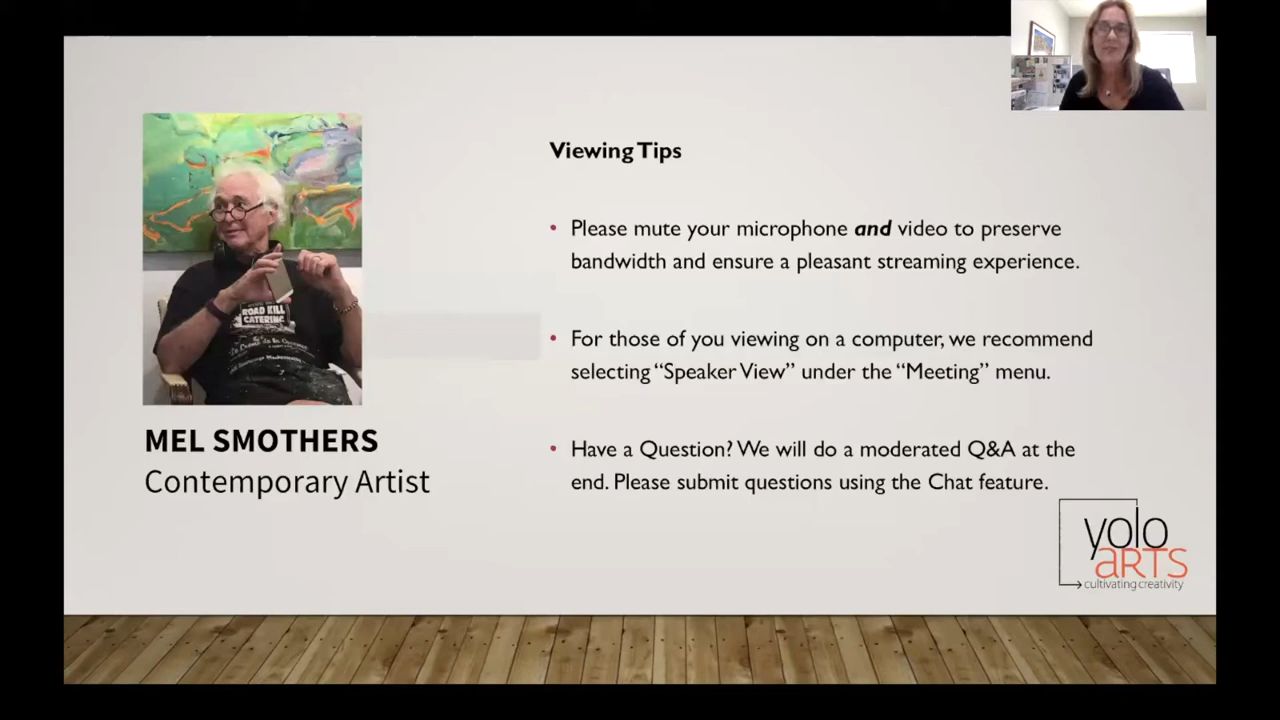 Viewing Tips
• Please mute your microphone and video to preserve
bandwidth and ensure a pleasant streaming experience.
• For those of you viewing on a computer, we recommend
selecting “Speaker View” under the “Meeting” menu.
• Have a Question? We will do a moderated Q&A at the
end. Please submit questions using the Chat feature.
ROAD KILL
CATERING
MEL SMOTHERS
Contemporary Artist
yolo
ARTS
cultivating creativity